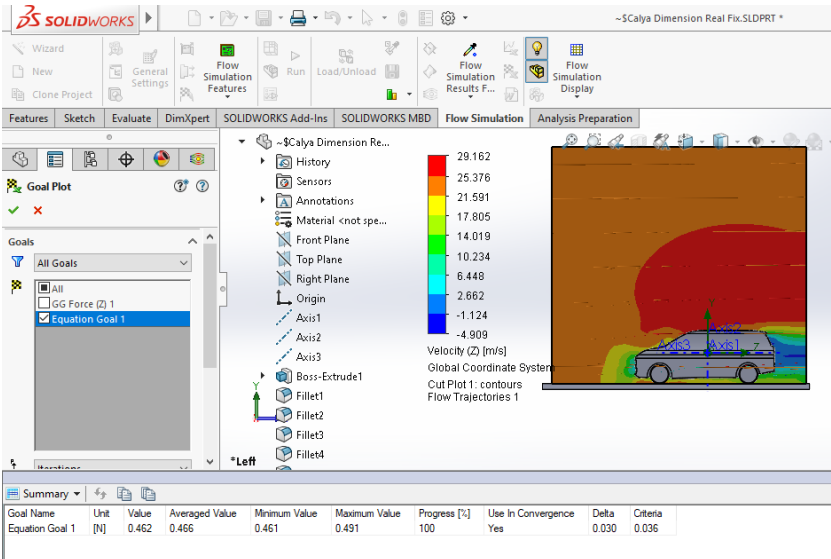 SOLIDWORKS
~$Calya Dimension Real Fix.SLDPRT *
Wizard
New
Clone Project
General Settings
Flow Simulation Features
Run
Load/Unload
Flow Simulation Results F...
Flow Simulation Display
Features Sketch Evaluate DimXpert SOLIDWORKS Add-Ins SOLIDWORKS MBD Flow Simulation Analysis Preparation
Goal Plot
Goals
All Goals
All
GG Force (Z) 1
Equation Goal 1
Iterations
~$Calya Dimension Re...
History
Sensors
Annotations
Material <not spe...
Front Plane
Top Plane
Right Plane
Origin
Axis1
Axis2
Axis3
Boss-Extrude1
Fillet1
Fillet2
Fillet3
Fillet4
*Left
Y
Z
29.162
25.376
21.591
17.805
14.019
10.234
6.448
2.662
-1.124
-4.909
Velocity (Z) [m/s]
Global Coordinate System
Cut Plot 1: contours
Flow Trajectories 1
Y
Axis2
Axis3 Axis1 Z
Summary
Goal Name Unit Value Averaged Value Minimum Value Maximum Value Progress [%] Use In Convergence Delta Criteria
Equation Goal 1 [N] 0.462 0.466 0.461 0.491 100 Yes 0.030 0.036